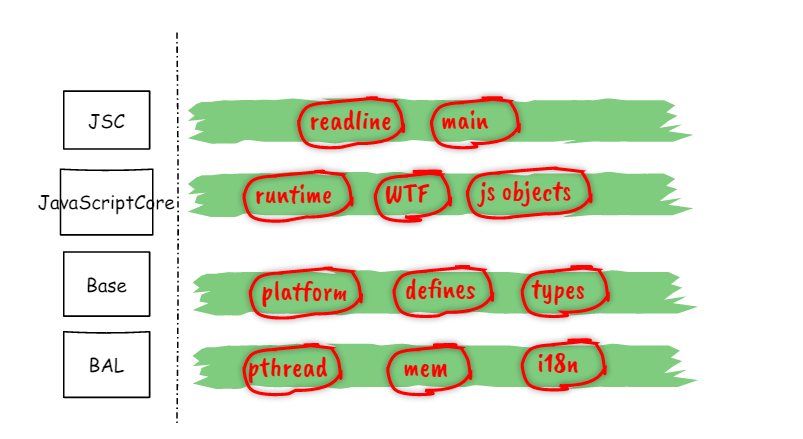 JSC readline main
JavaScriptCore runtime WTF js objects
Base platform defines types
BAL pthread mem i18n